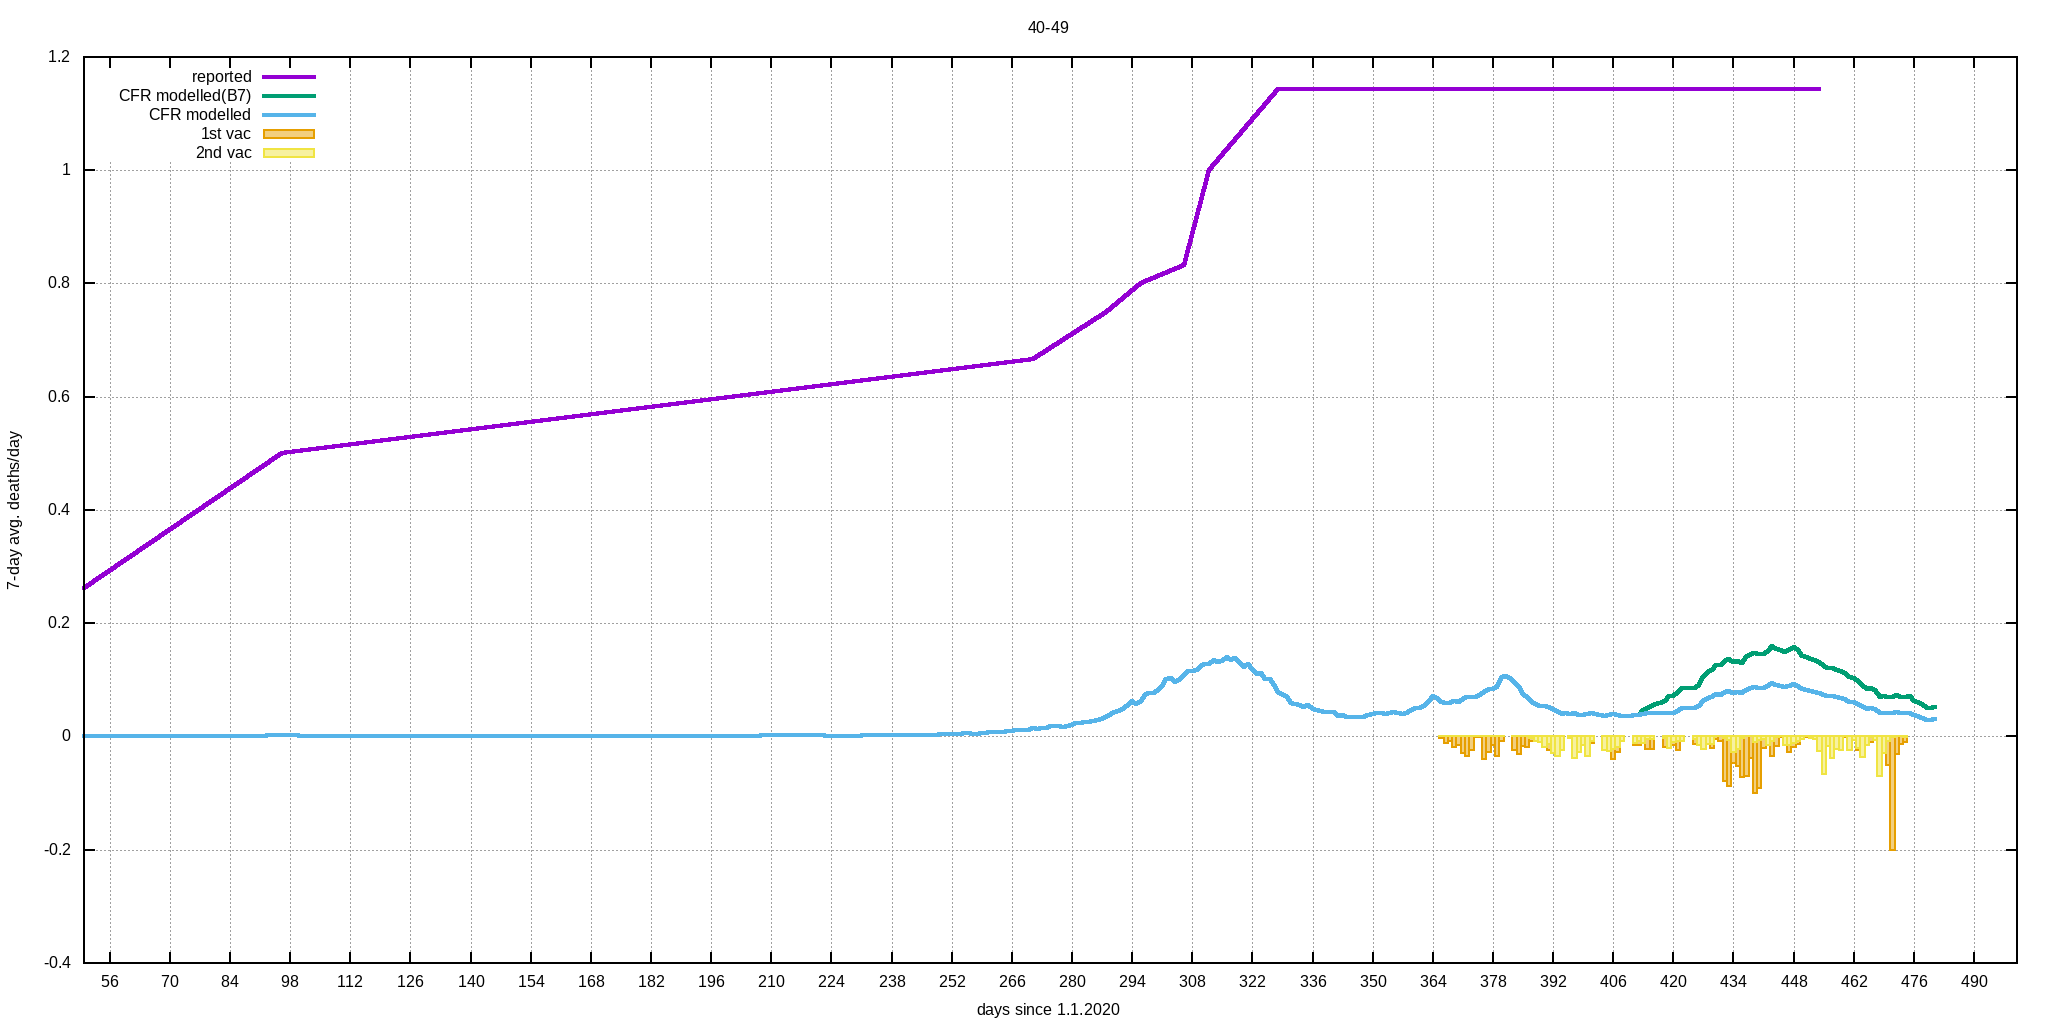 40-49
1.2
1
0.8
0.6
0.4
0.2
0
-0.2
-0.4
7-day avg. deaths/day
reported
CFR modelled(B7)
CFR modelled
1st vac
2nd vac
56 70 84 98 112 126 140 154 168 182 196 210 224 238 252 266 280 294 308 322 336 350 364 378 392 406 420 434 448 462 476 490
days since 1.1.2020